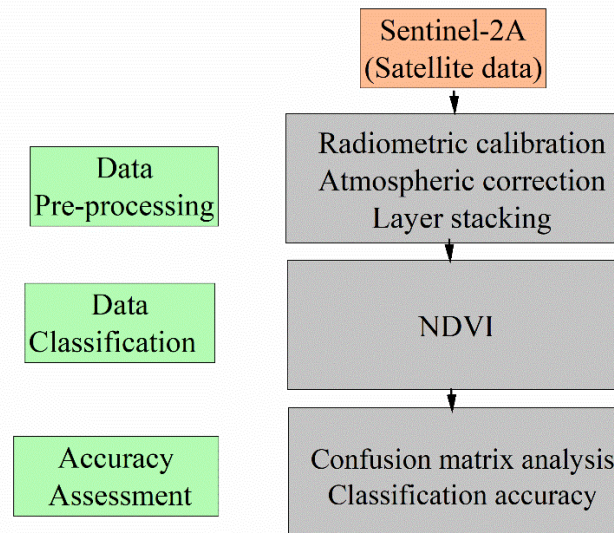 Sentinel-2A
(Satellite data)
Data
Pre-processing
Radiometric calibration
Atmospheric correction
Layer stacking
Data
Classification
NDVI
Accuracy
Assessment
Confusion matrix analysis
Classification accuracy